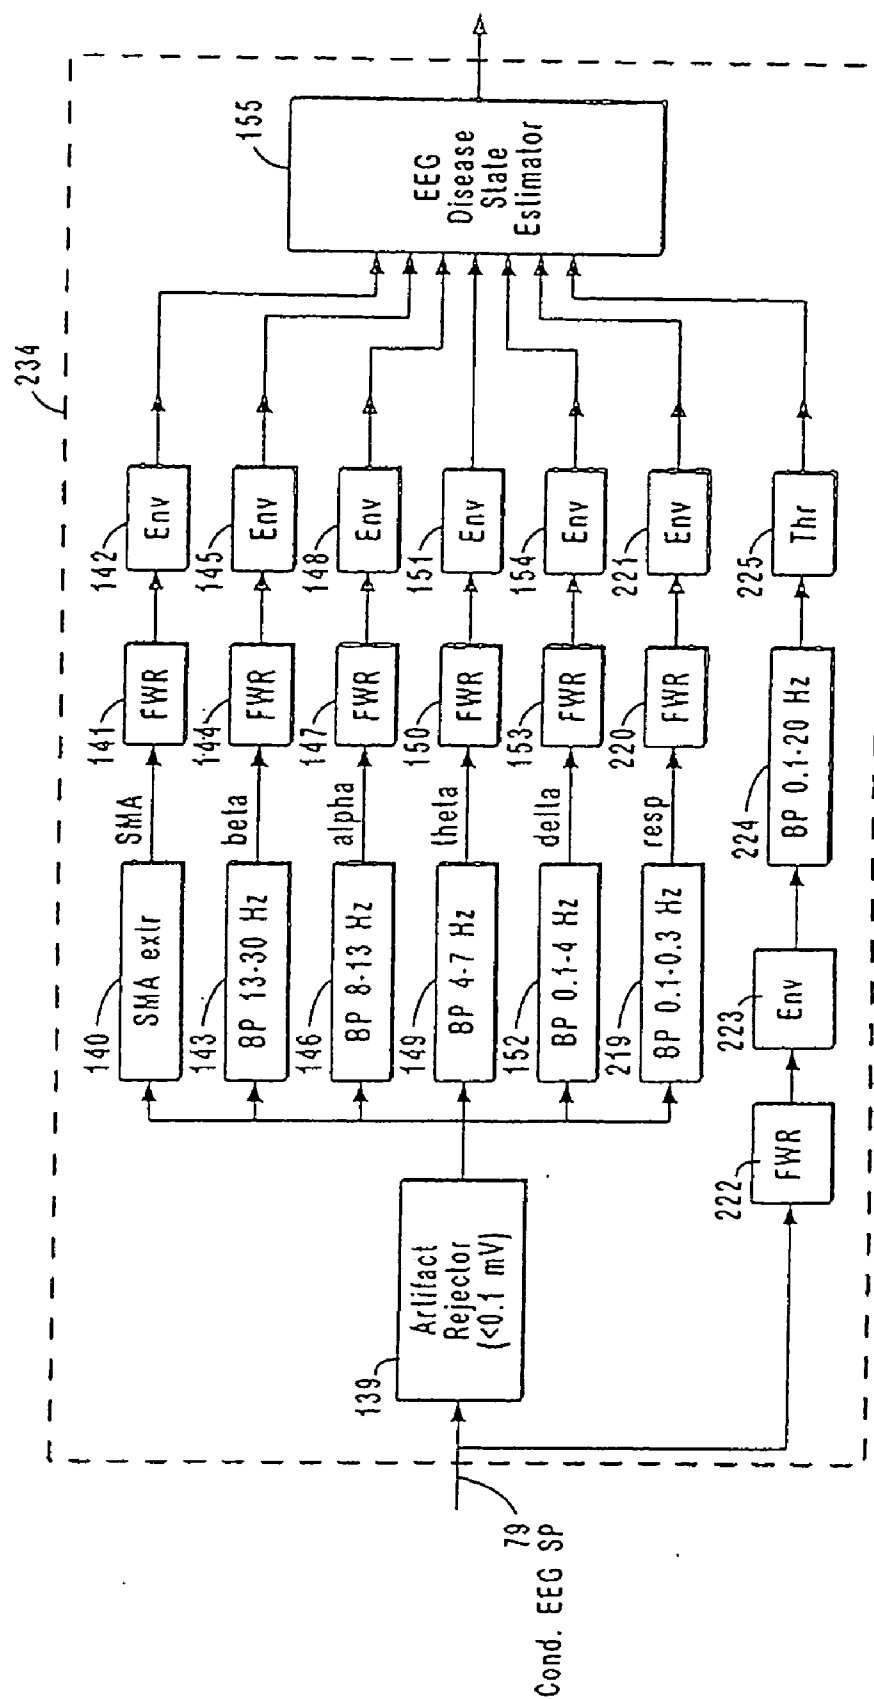 234
79
Cond. EEG SP
139
Artifact
Rejector
(<0.1 mV)
140
SMA extr
SMA
141
FWR
142
Env
143
BP 13-30 Hz
beta
144
FWR
145
Env
146
BP 8-13 Hz
alpha
147
FWR
148
Env
149
BP 4-7 Hz
theta
150
FWR
151
Env
152
BP 0.1-4 Hz
delta
153
FWR
154
Env
219
BP 0.1-0.3 Hz
resp
220
FWR
221
Env
222
FWR
223
Env
224
BP 0.1-20 Hz
225
Thr
155
EEG
Disease
State
Estimator